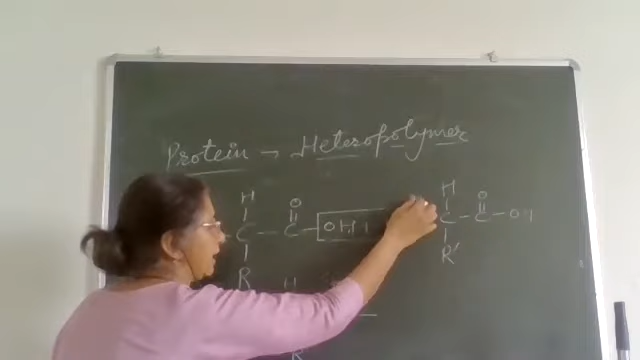 Protein → Heteropolymer
H H
O O
C - C - OH H C - C - OH
R R'
H
R